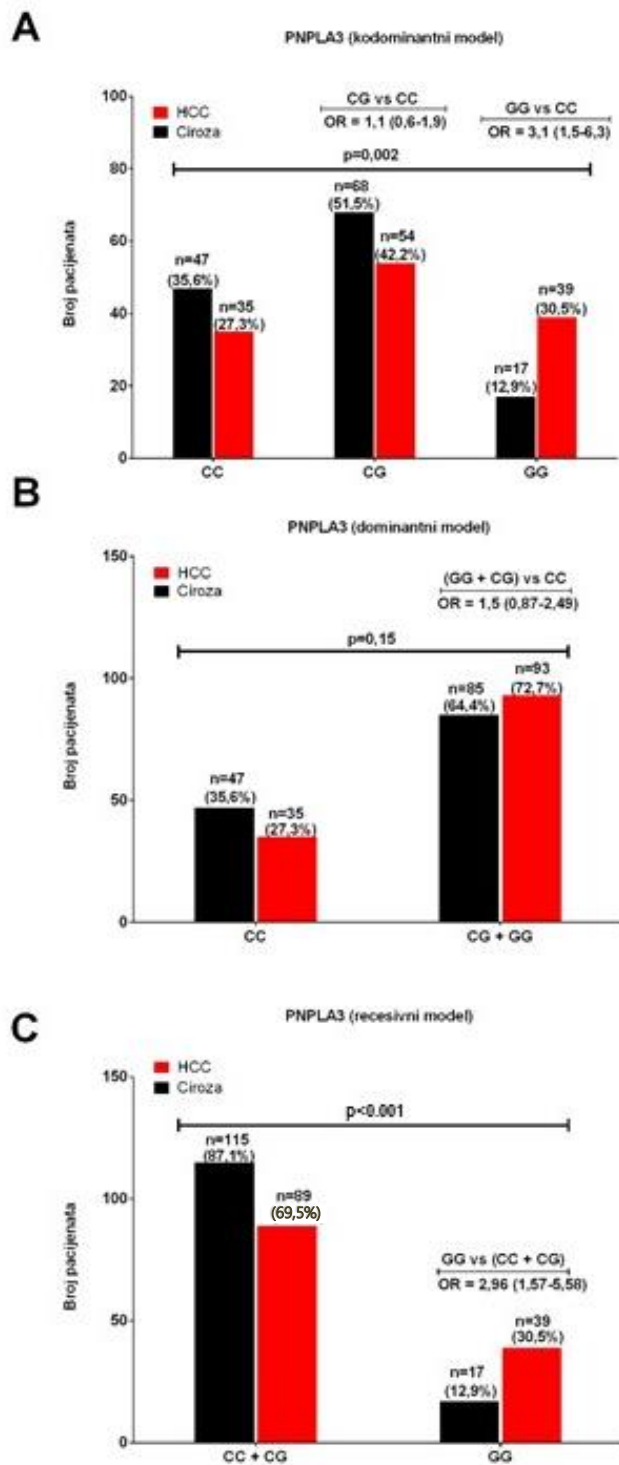 A
PNPLA3 (kodominantni model)
100
80
60
40
20
0
Broj pacijenata
HCC
Ciroza
CG vs CC
OR = 1,1 (0,6-1,9)
GG vs CC
OR = 3,1 (1,5-6,3)
p=0,002
n=47
(35,6%)
n=35
(27,3%)
n=68
(51,5%)
n=54
(42,2%)
n=17
(12,9%)
n=39
(30,5%)
CC
CG
GG
B
PNPLA3 (dominantni model)
150
100
50
0
Broj pacijenata
HCC
Ciroza
(GG + CG) vs CC
OR = 1,5 (0,87-2,49)
p=0,15
n=47
(35,6%)
n=35
(27,3%)
n=85
(64,4%)
n=93
(72,7%)
CC
CG + GG
C
PNPLA3 (recesivni model)
150
100
50
0
Broj pacijenata
HCC
Ciroza
p<0.001
n=115
(87,1%)
n=89
(69,5%)
GG vs (CC + CG)
OR = 2,96 (1,57-5,58)
n=17
(12,9%)
n=39
(30,5%)
CC + CG
GG